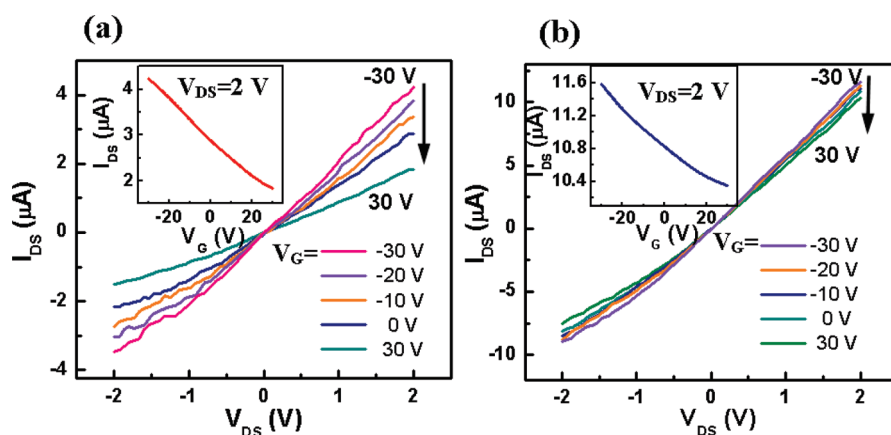 (a)
I_DS (μA)
4
2
0
-2
-4
-2
-1
0
1
2
V_DS (V)
-30 V
30 V
V_DS=2 V
I_DS (μA)
4
3
2
-20
0
20
V_G (V)
V_G=
-30 V
-20 V
-10 V
0 V
30 V
(b)
I_DS (μA)
10
5
0
-5
-10
-2
-1
0
1
2
V_DS (V)
-30 V
30 V
V_DS=2 V
I_DS (μA)
11.6
11.2
10.8
10.4
-20
0
20
V_G (V)
V_G=
-30 V
-20 V
-10 V
0 V
30 V